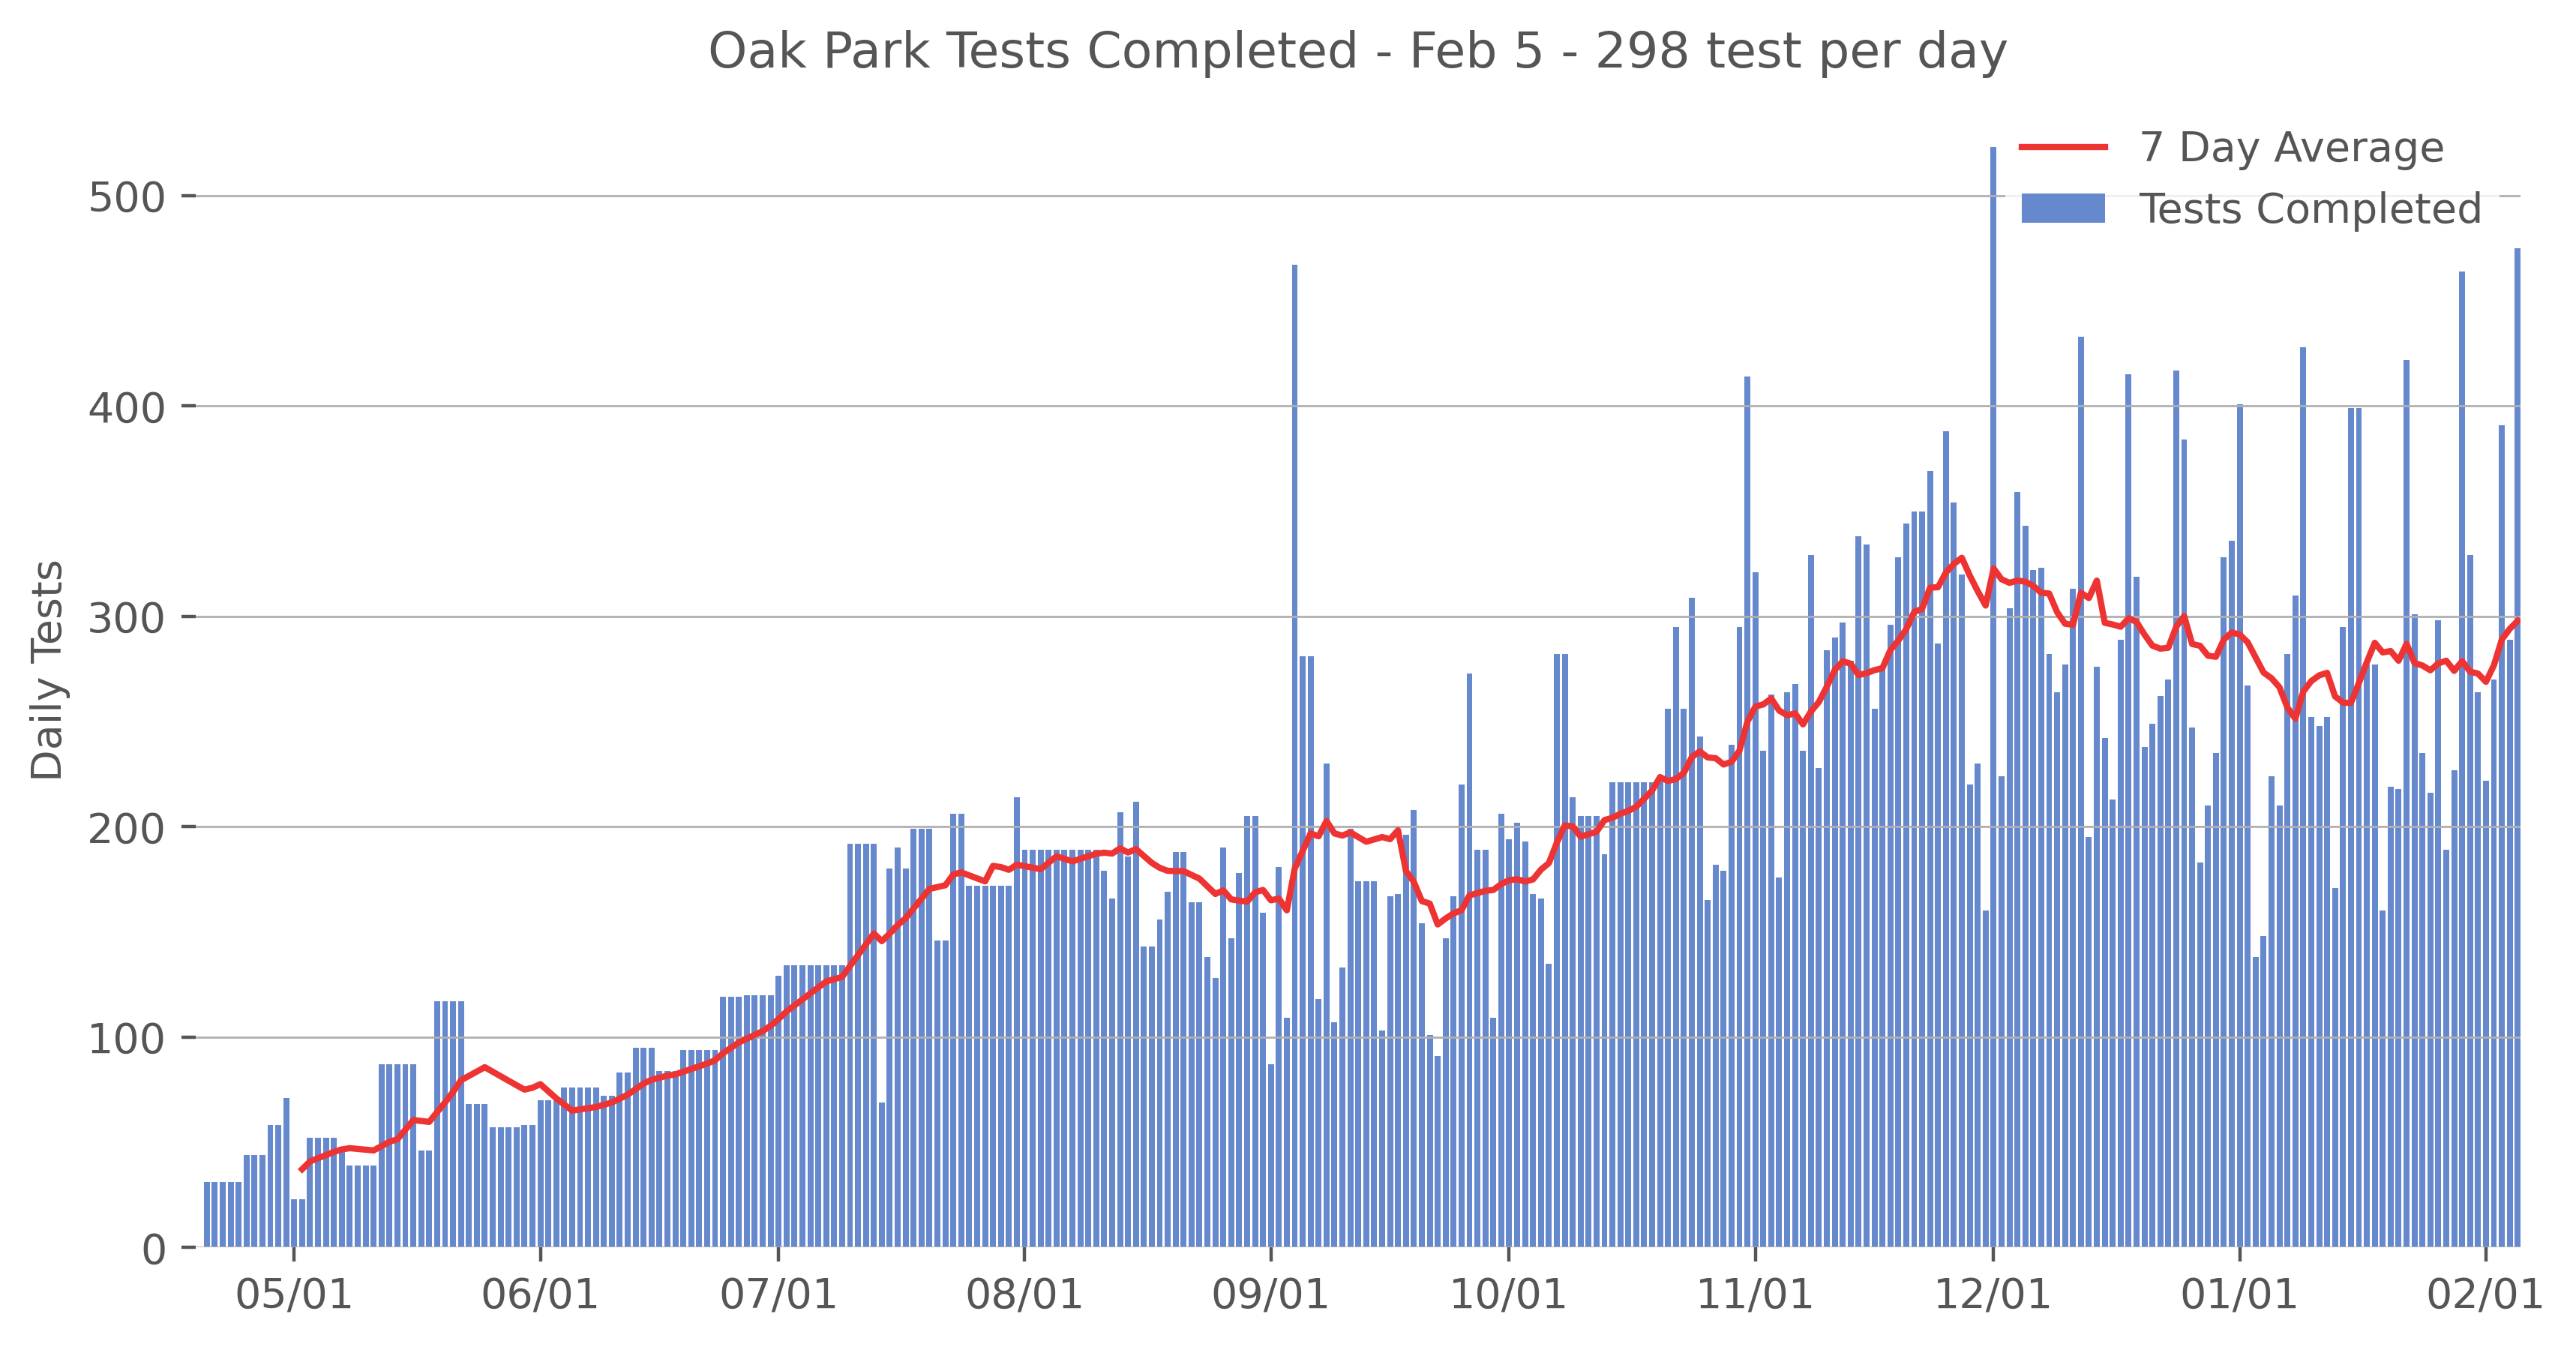 Oak Park Tests Completed - Feb 5 - 298 test per day
7 Day Average
Tests Completed
Daily Tests
500
400
300
200
100
0
05/01 06/01 07/01 08/01 09/01 10/01 11/01 12/01 01/01 02/01